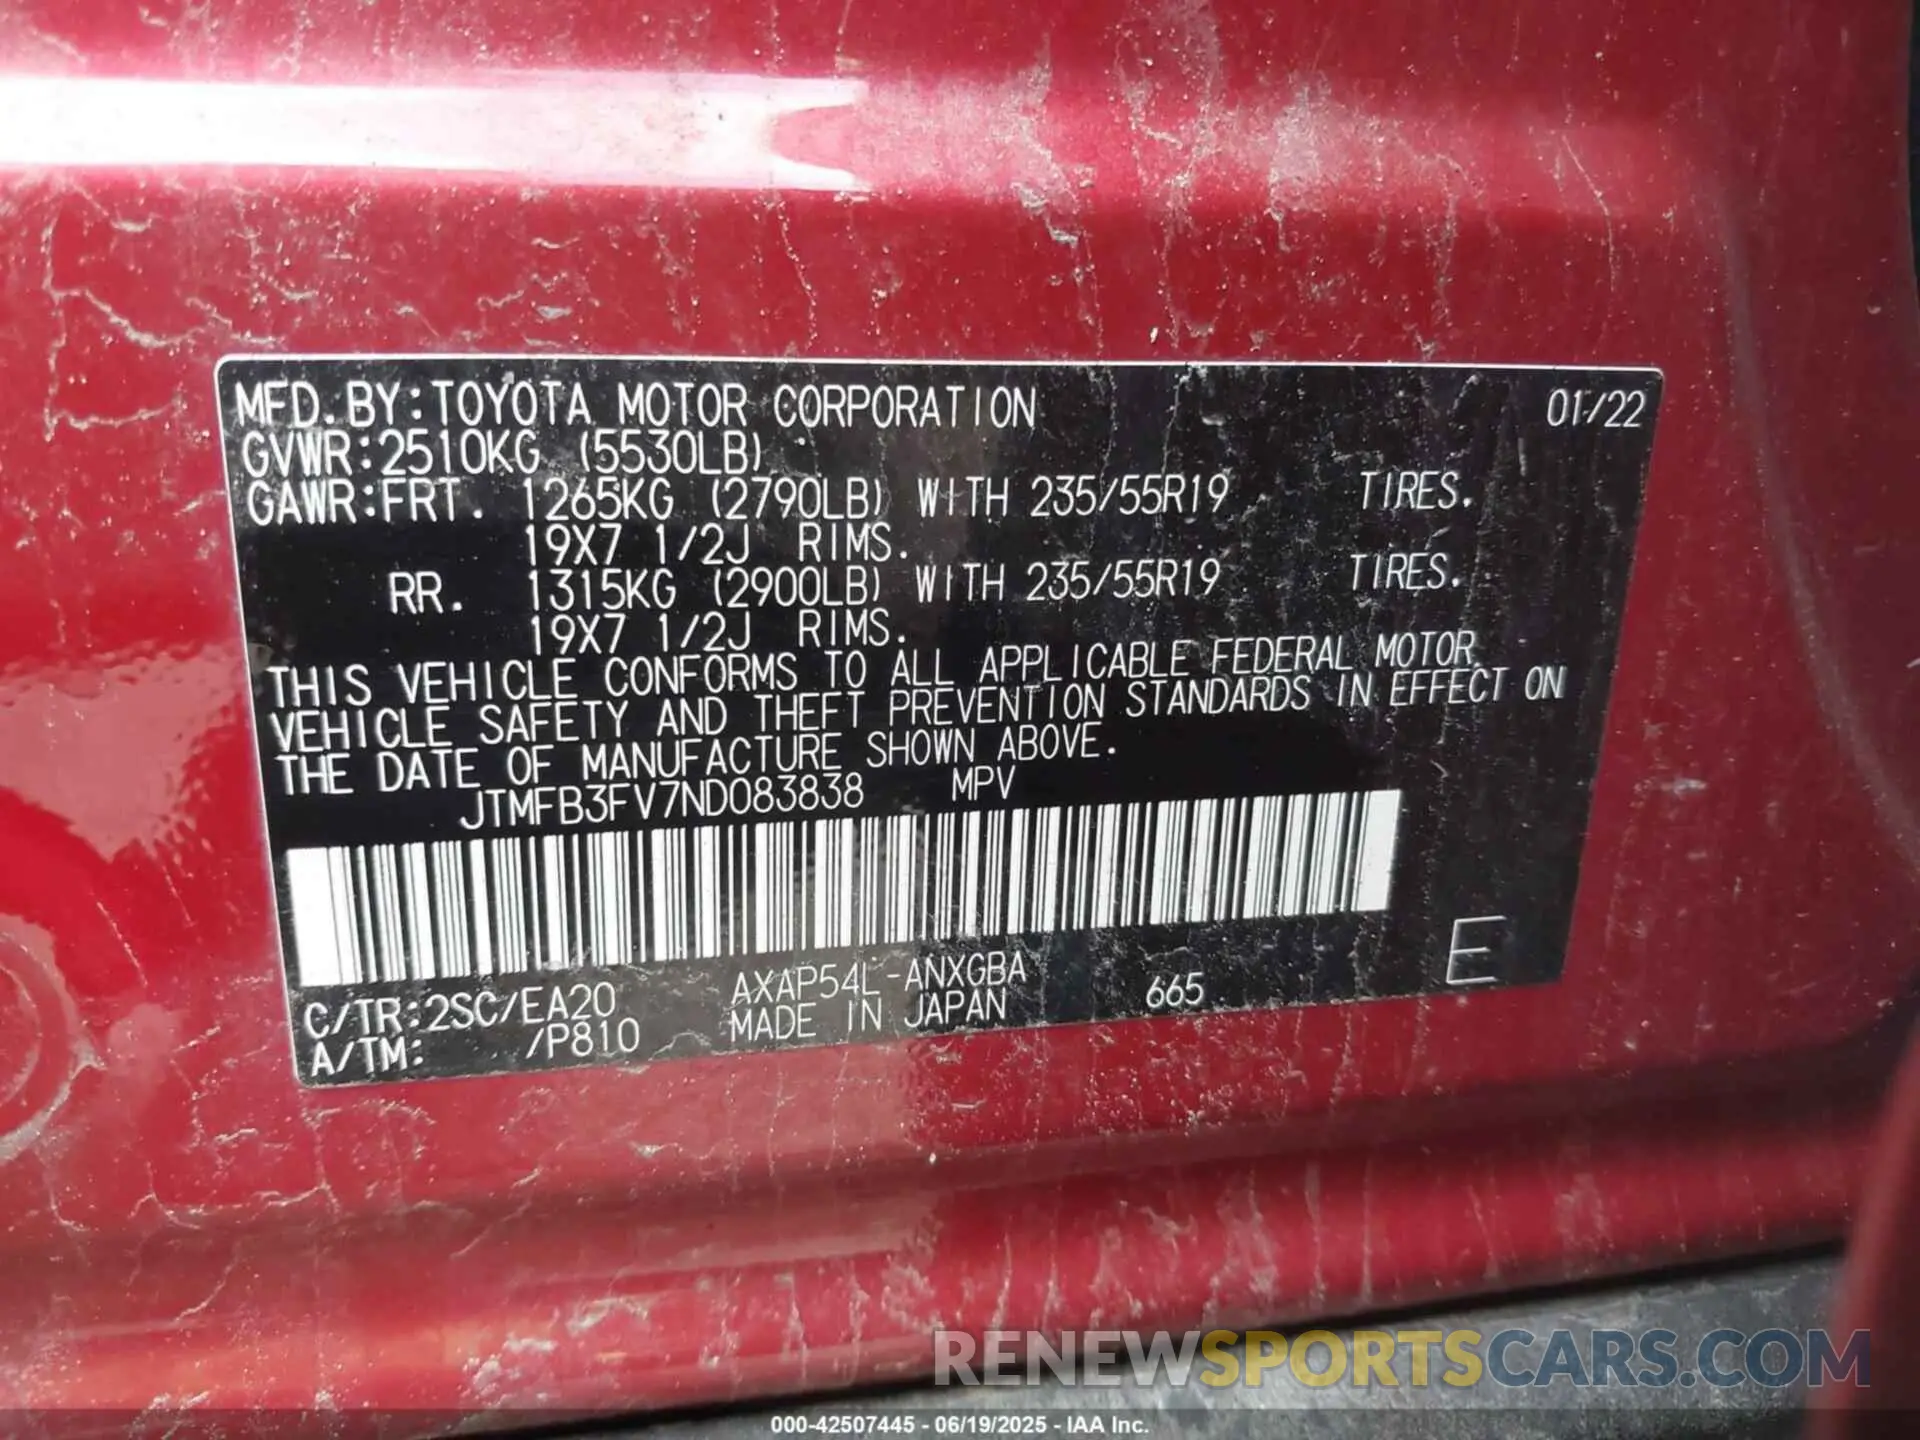 MFD.BY:TOYOTA MOTOR CORPORATION 01/22
GVWR:2510KG (5530LB)
GAWR:FRT. 1265KG (2790LB) WITH 235/55R19 TIRES.
19X7 1/2J RIMS.
RR. 1315KG (2900LB) WITH 235/55R19 TIRES.
19X7 1/2J RIMS.
THIS VEHICLE CONFORMS TO ALL APPLICABLE FEDERAL MOTOR
VEHICLE SAFETY AND THEFT PREVENTION STANDARDS IN EFFECT ON
THE DATE OF MANUFACTURE SHOWN ABOVE.
JTMFB3FV7ND083838 MPV
C/TR:2SC/EA20 AXAP54L-ANXGBA 665 E
A/TM: /P810 MADE IN JAPAN
RENEWSPORTSCARS.COM
000-42507445 - 06/19/2025 - IAA Inc.